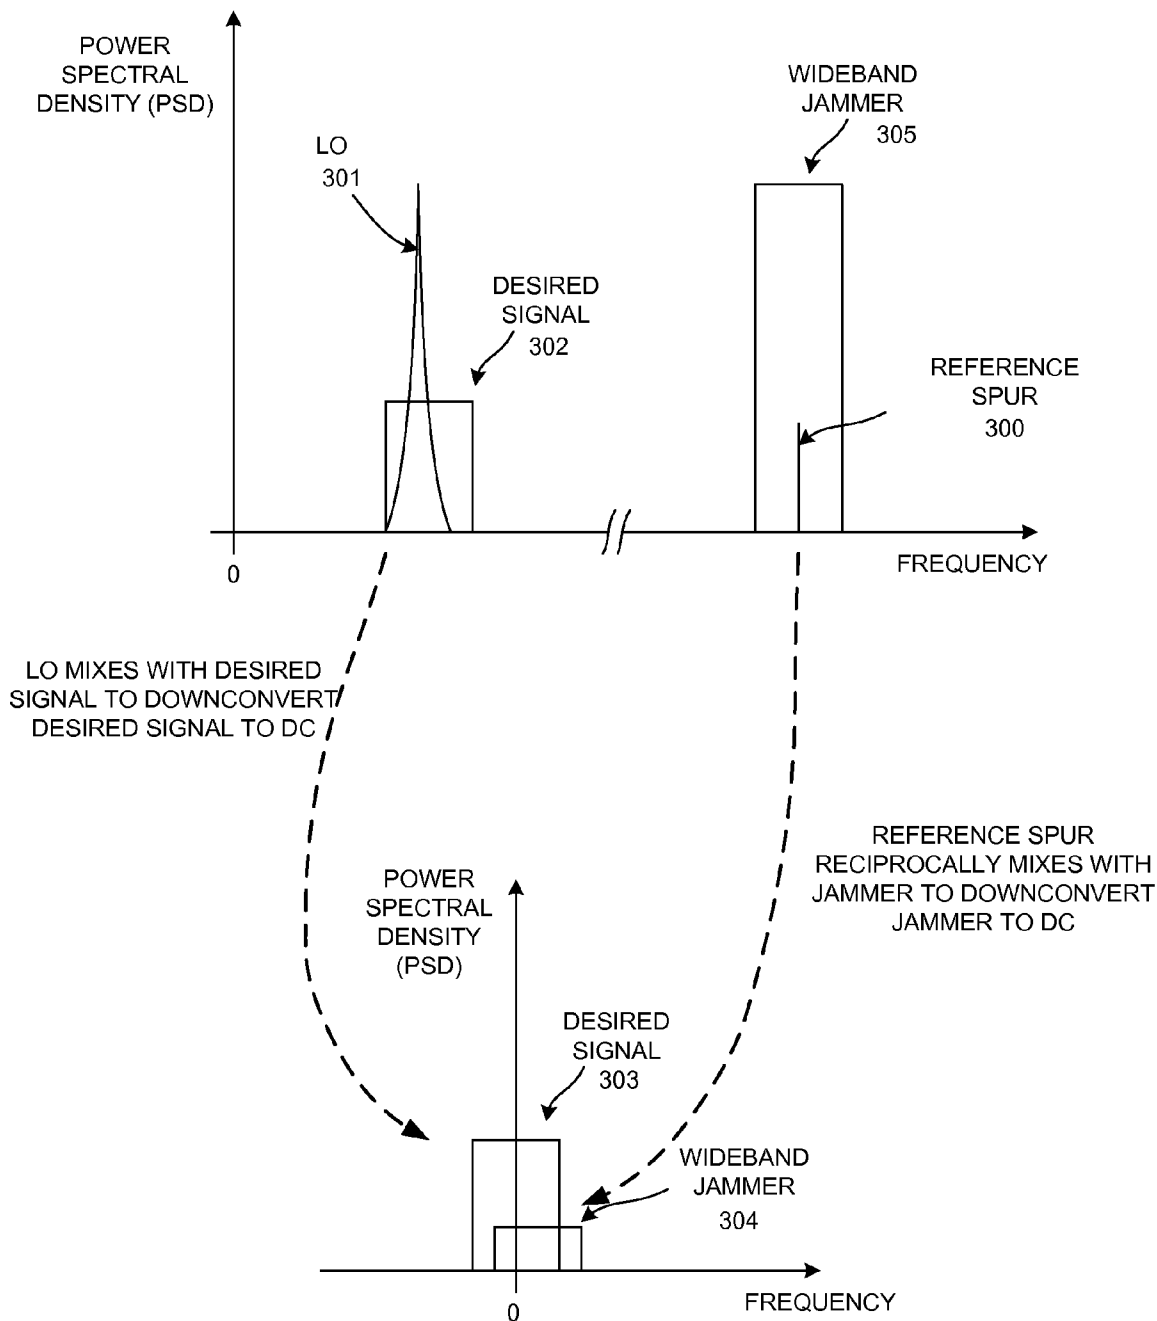 POWER
SPECTRAL
DENSITY (PSD)
LO
301
DESIRED
SIGNAL
302
WIDEBAND
JAMMER
305
REFERENCE
SPUR
300
0
FREQUENCY
LO MIXES WITH DESIRED
SIGNAL TO DOWNCONVERT
DESIRED SIGNAL TO DC
REFERENCE SPUR
RECIPROCALLY MIXES WITH
JAMMER TO DOWNCONVERT
JAMMER TO DC
POWER
SPECTRAL
DENSITY
(PSD)
DESIRED
SIGNAL
303
WIDEBAND
JAMMER
304
0
FREQUENCY